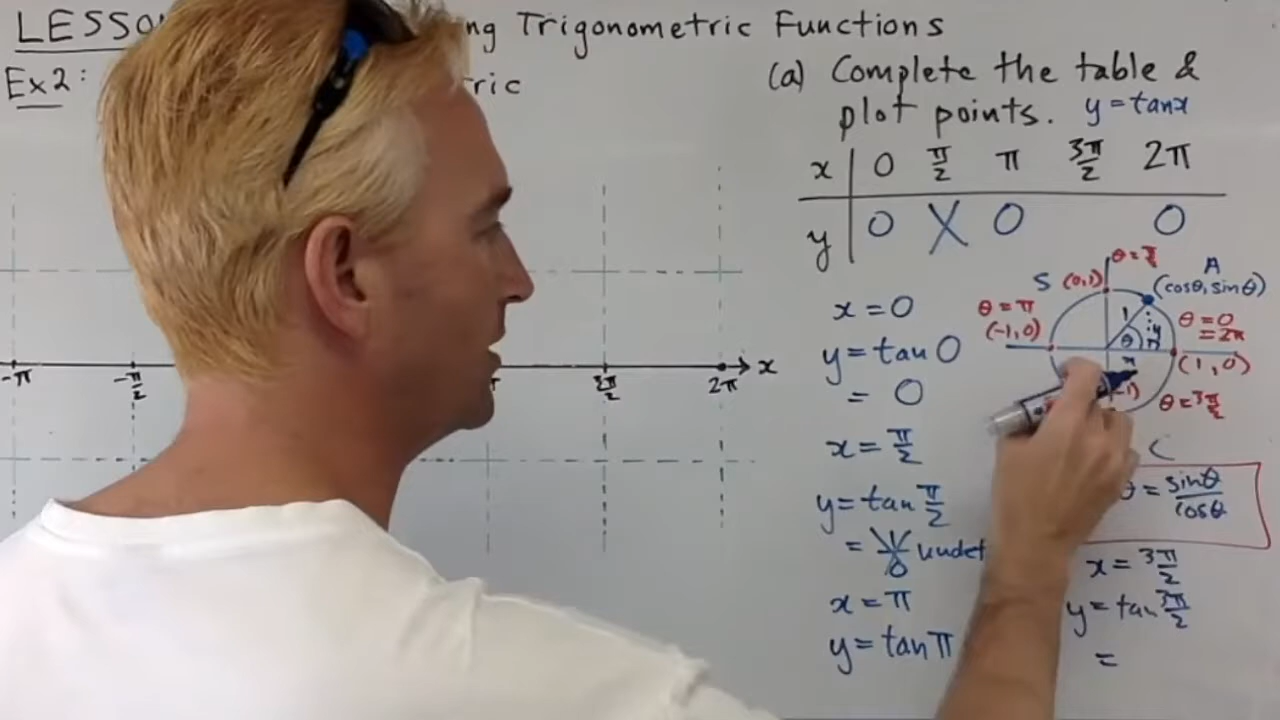 LESSO ng Trigonometric Functions
Ex2: ric
(a) Complete the table &
plot points. y = tanx
x 0 π/2 π 3π/2 2π
y 0 X 0 0
θ = π/2
S (0,1) A
(cosθ, sinθ)
θ = π
(-1,0)
1
θ
θ = 0
= 2π
(1,0)
-1)
θ = 3π/2
C
θ = sinθ/cosθ
x = 0
y = tan 0
= 0
x = π/2
y = tan π/2
= 1/0 undef
x = π
y = tan π
x = 3π/2
y = tan 3π/2
=
-π -π/2 π 3π/2 2π x